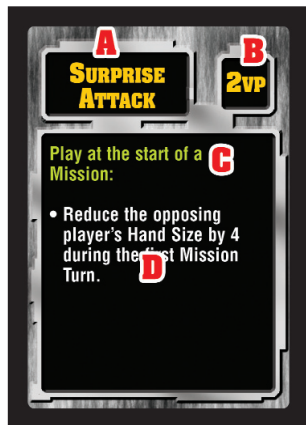 A
B
SURPRISE
ATTACK
2VP
Play at the start of a C
Mission:
• Reduce the opposing
player's Hand Size by 4
during the first Mission
Turn.
D